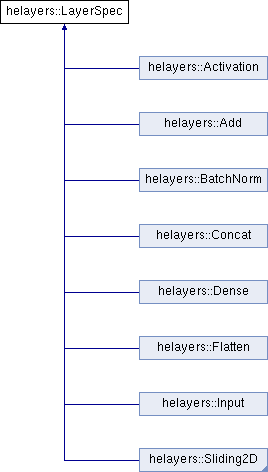 helayers::LayerSpec
helayers::Activation
helayers::Add
helayers::BatchNorm
helayers::Concat
helayers::Dense
helayers::Flatten
helayers::Input
helayers::Sliding2D